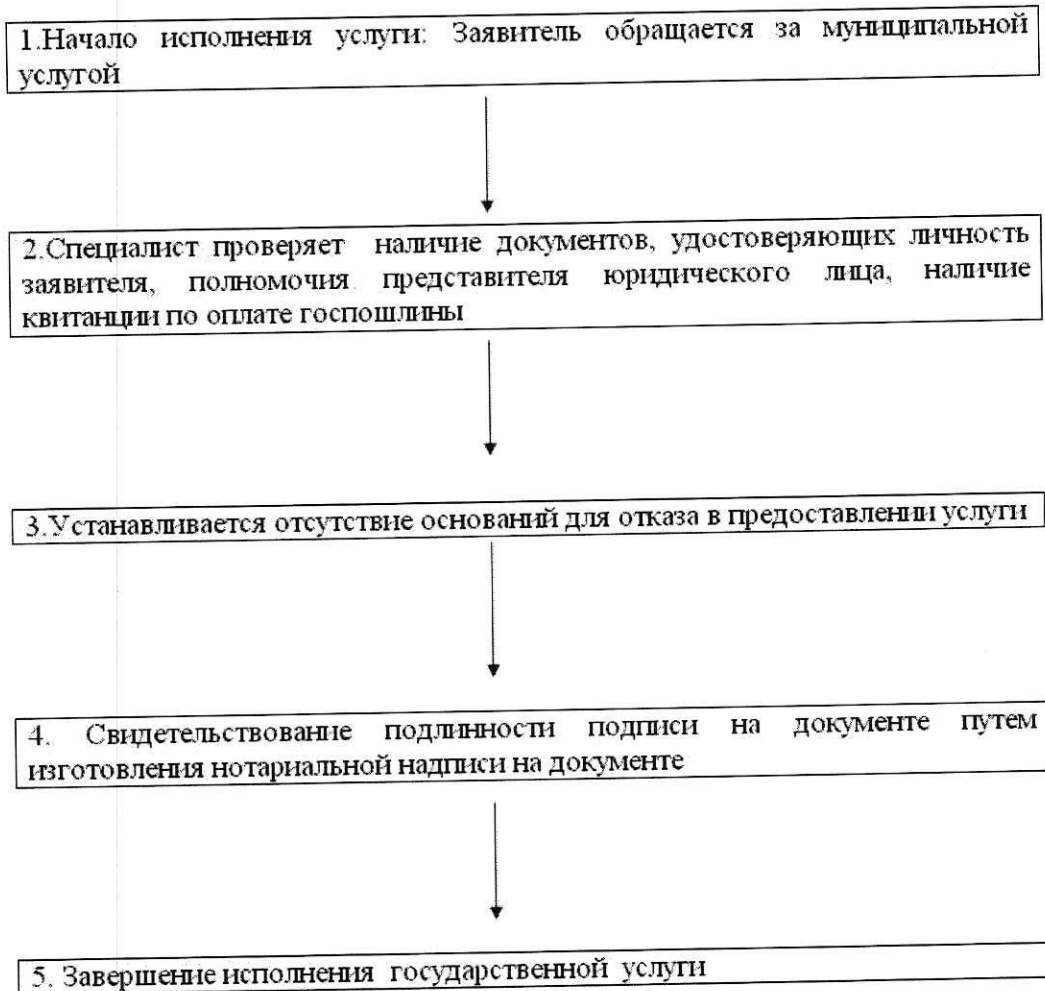 1.Начало исполнения услуги: Заявитель обращается за муниципальной
услугой
2.Специалист проверяет наличие документов, удостоверяющих личность
заявителя, полномочия представителя юридического лица, наличие
квитанции по оплате госпошлины
3.Устанавливается отсутствие оснований для отказа в предоставлении услуги
4. Свидетельствование подлинности подписи на документе путем
изготовления нотариальной надписи на документе
5. Завершение исполнения государственной услуги